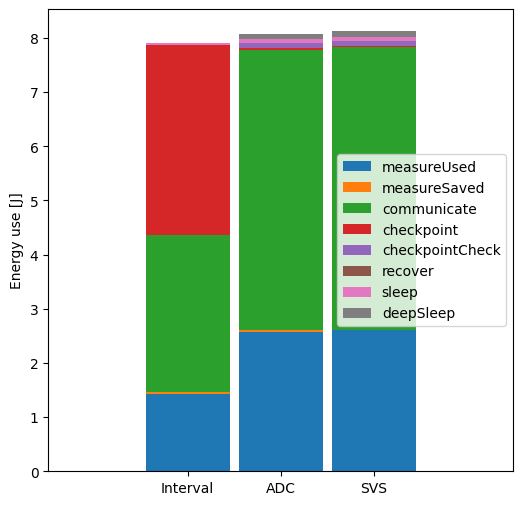 8
7
6
5
4
3
2
1
0
Energy use [J]
measureUsed
measureSaved
communicate
checkpoint
checkpointCheck
recover
sleep
deepSleep
Interval ADC SVS